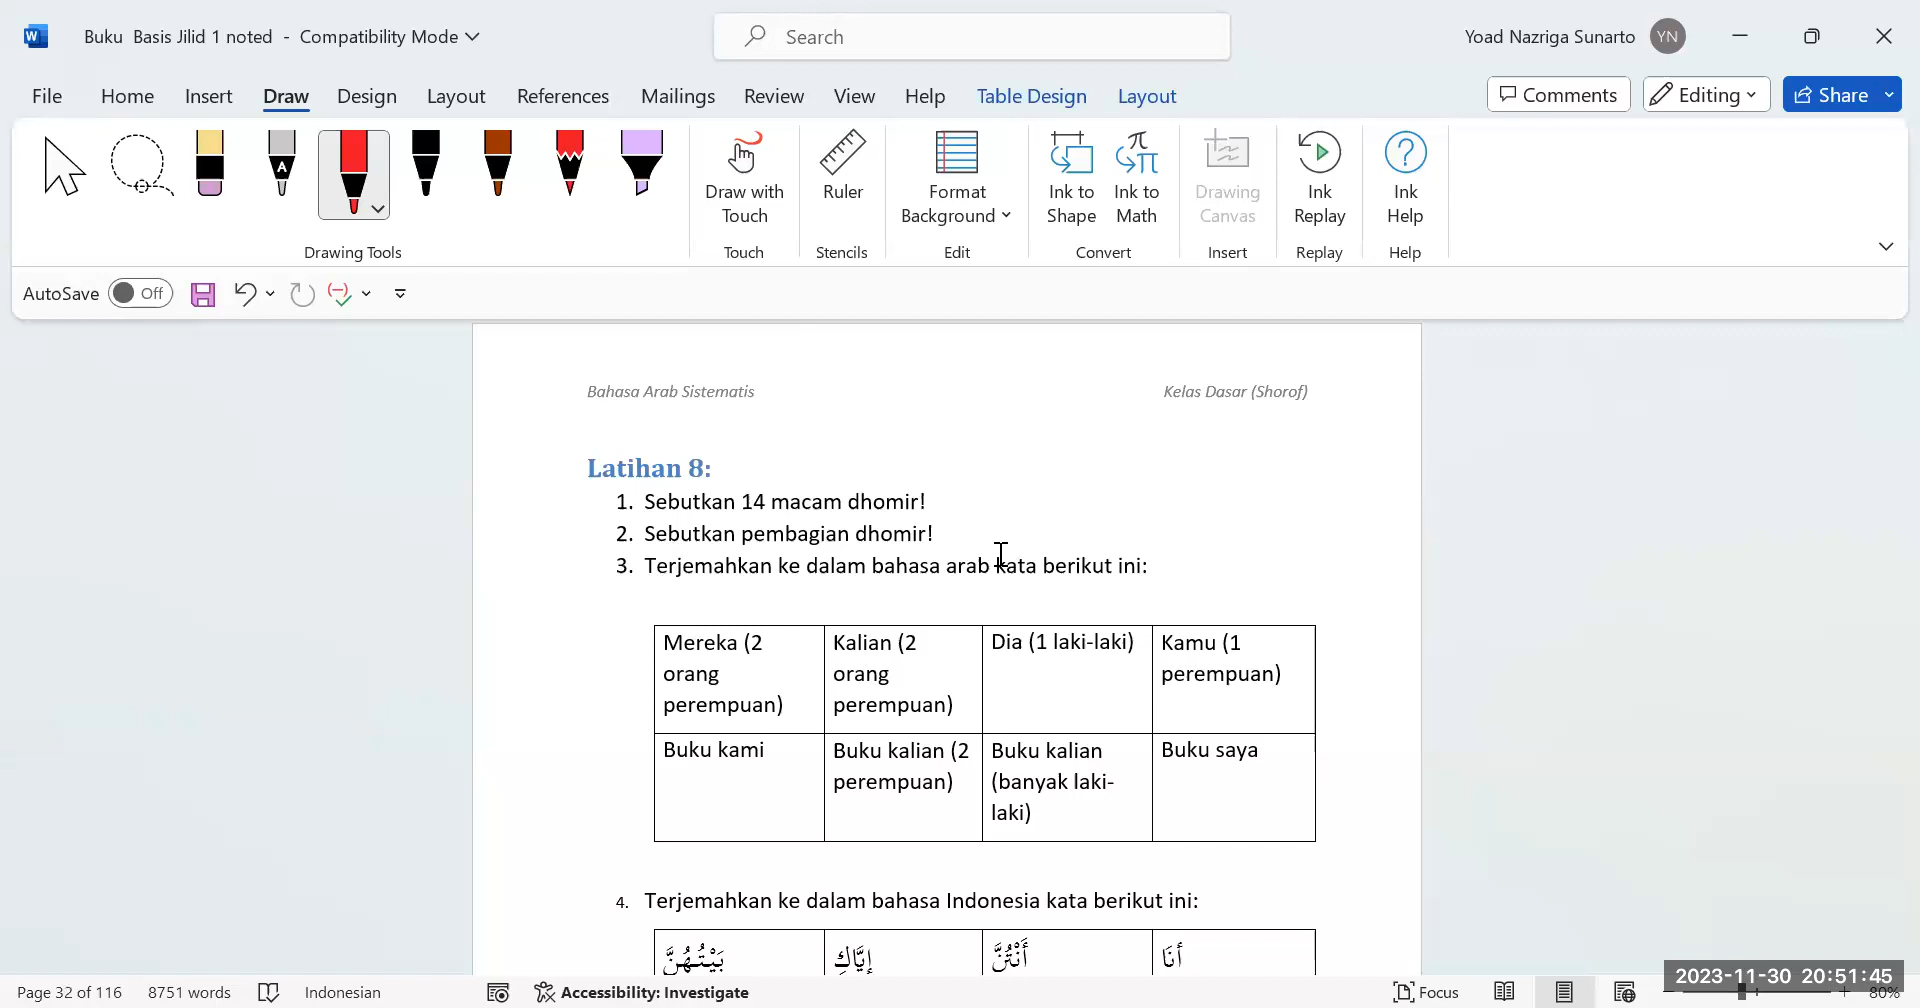 Buku  Basis Jilid 1 noted  -  Compatibility Mode
Search
Yoad Nazriga Sunarto
YN
File Home Insert Draw Design Layout References Mailings Review View Help Table Design Layout
Comments Editing Share
A
Draw with Touch
Ruler
Format Background
Ink to Shape
Ink to Math
Drawing Canvas
Ink Replay
Ink Help
Drawing Tools Touch Stencils Edit Convert Insert Replay Help
AutoSave Off
Bahasa Arab Sistematis
Kelas Dasar (Shorof)
Latihan 8:
1. Sebutkan 14 macam dhomir!
2. Sebutkan pembagian dhomir!
3. Terjemahkan ke dalam bahasa arab kata berikut ini:
Mereka (2 orang perempuan)
Kalian (2 orang perempuan)
Dia (1 laki-laki)
Kamu (1 perempuan)
Buku kami
Buku kalian (2 perempuan)
Buku kalian (banyak laki-laki)
Buku saya
4. Terjemahkan ke dalam bahasa Indonesia kata berikut ini:
بَيْتُهُنَّ
إِيَّاكِ
أَنْتُنَّ
أَنَا
2023-11-30 20:51:45
Page 32 of 116
8751 words
Indonesian
Accessibility: Investigate
Focus
80%